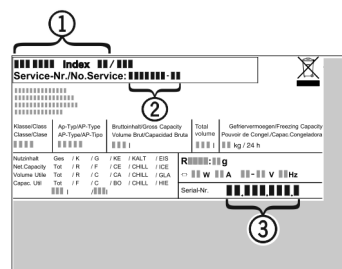 1
Index /
Service-Nr./No.Service: -
2
Klasse/Class
Classe/Clase
Ap-Typ/AP-Type
AP-Type/AP-Tipo
Bruttoinhalt/Gross Capacity
Volume Brut/Capacidad Bruta
l
Total
volume
l
Gefriervermoegen/Freezing Capacity
Pouvoir de Congel./Capac.Congeladora
kg / 24 h
Nutzinhalt Ges / K / G / KE / KALT / EIS
Net.Capacity Tot / R / F / CE / CHILL / ICE
Volume Utile Tot / R / C / CA / CHILL / GLA
Capac. Util Tot / F / C / BO / CHILL / HIE
l / l
R : g
W A - V Hz
Serial-Nr. . . .
3